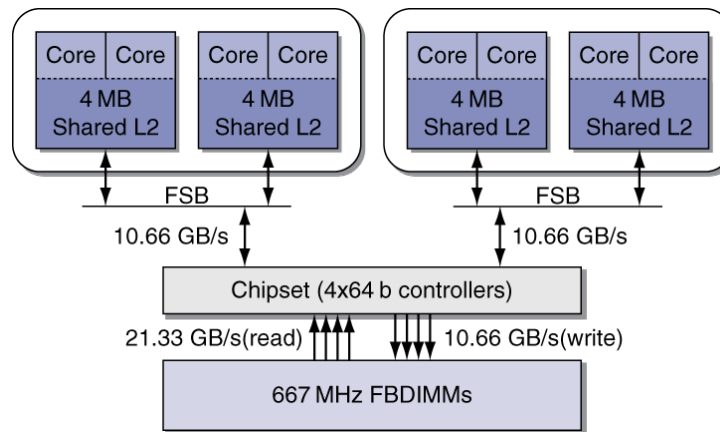 Core Core Core Core Core Core Core Core
4 MB 4 MB 4 MB 4 MB
Shared L2 Shared L2 Shared L2 Shared L2
FSB FSB
10.66 GB/s 10.66 GB/s
Chipset (4x64 b controllers)
21.33 GB/s(read) 10.66 GB/s(write)
667 MHz FBDIMMs